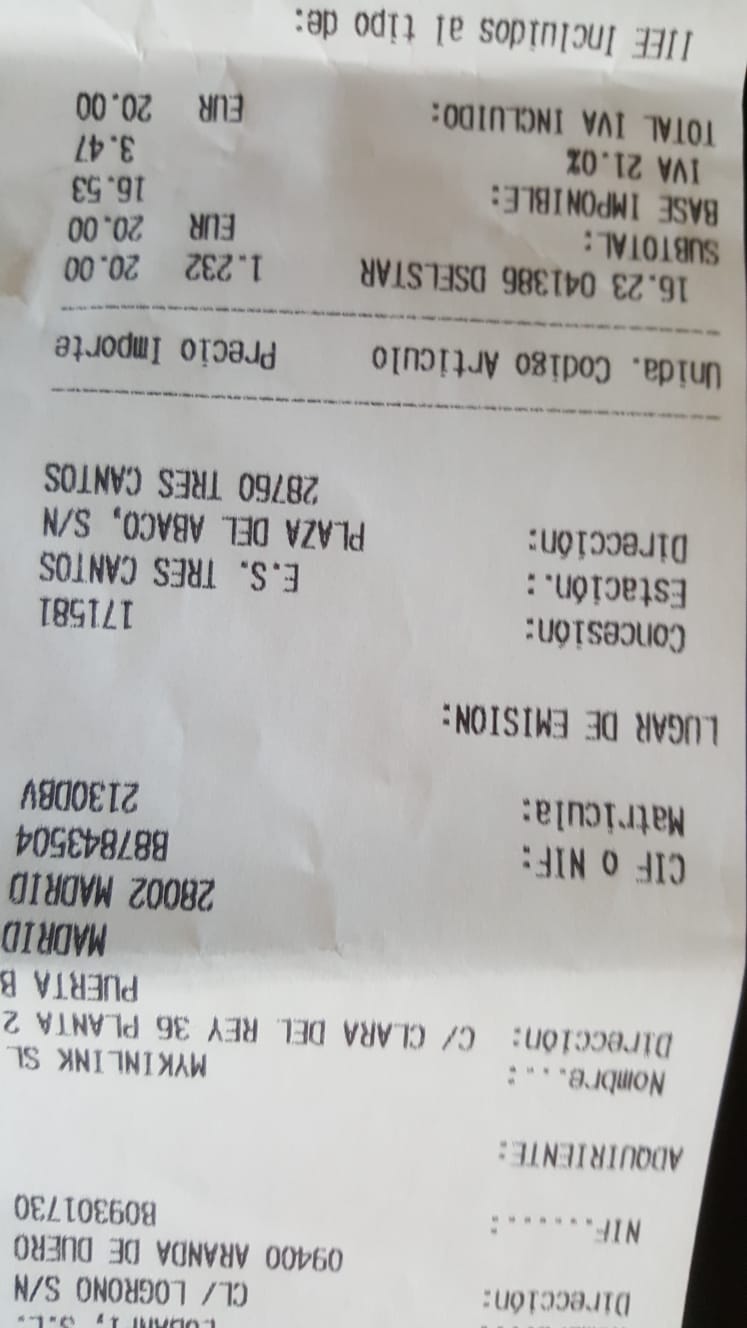 Dirección: CL/ LOGRONO S/N
09400 ARANDA DE DUERO
NIF.......: B09301730
ADQUIRIENTE:
Nombre...: MYKINLINK SL
Dirección: C/ CLARA DEL REY 36 PLANTA 2
PUERTA B
MADRID
28002 MADRID
CIF O NIF: B87843504
Matricula: 2130DBV
LUGAR DE EMISION:
Concesión: 171581
Estación.: E.S. TRES CANTOS
Dirección: PLAZA DEL ABACO, S/N
28760 TRES CANTOS
Unida. Codigo Articulo Precio Importe
16.23 041386 DSELSTAR 1.232 20.00
SUBTOTAL: EUR 20.00
BASE IMPONIBLE: 16.53
IVA 21.0% 3.47
TOTAL IVA INCLUIDO: EUR 20.00
IIEE Incluidos al tipo de: